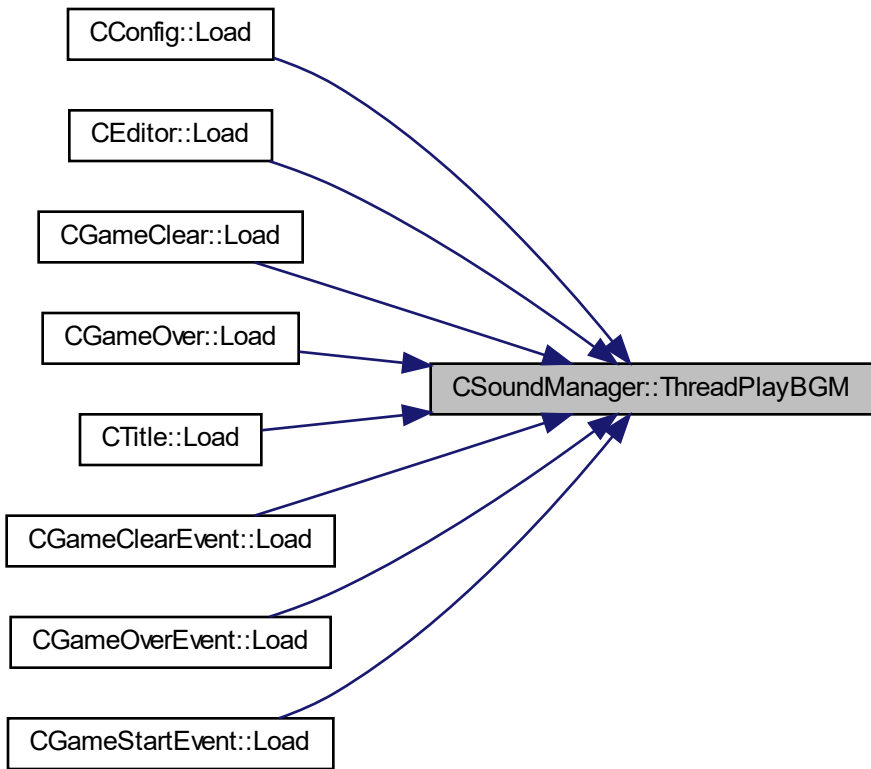 CConfig::Load
CEditor::Load
CGameClear::Load
CGameOver::Load
CSoundManager::ThreadPlayBGM
CTitle::Load
CGameClearEvent::Load
CGameOverEvent::Load
CGameStartEvent::Load